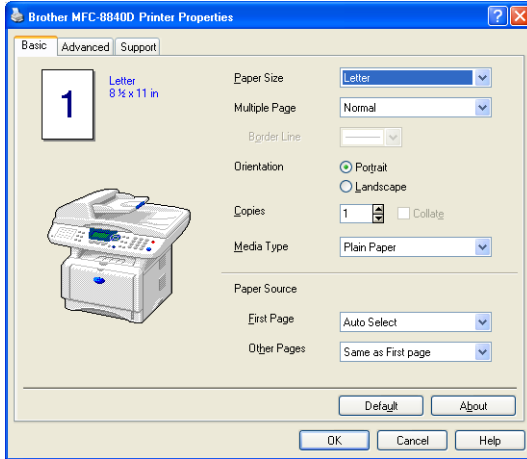 Brother MFC-8840D Printer Properties
Basic Advanced Support
Letter
8 ½ x 11 in
1
Paper Size Letter
Multiple Page Normal
Border Line
Orientation Portrait
Landscape
Copies 1 Collate
Media Type Plain Paper
Paper Source
First Page Auto Select
Other Pages Same as First page
Default About
OK Cancel Help